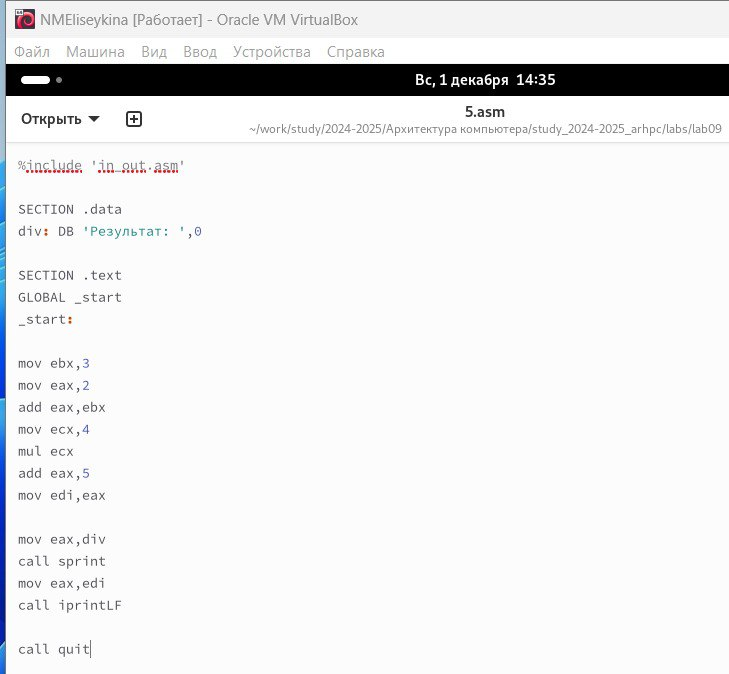 NMEliseykina [Работает] - Oracle VM VirtualBox
Файл Машина Вид Ввод Устройства Справка
Вс, 1 декабря 14:35
Открыть 5.asm
~/work/study/2024-2025/Архитектура компьютера/study_2024-2025_arhpc/labs/lab09
%include 'in_out.asm'
SECTION .data
div: DB 'Результат: ',0
SECTION .text
GLOBAL _start
_start:
mov ebx,3
mov eax,2
add eax,ebx
mov ecx,4
mul ecx
add eax,5
mov edi,eax
mov eax,div
call sprint
mov eax,edi
call iprintLF
call quit